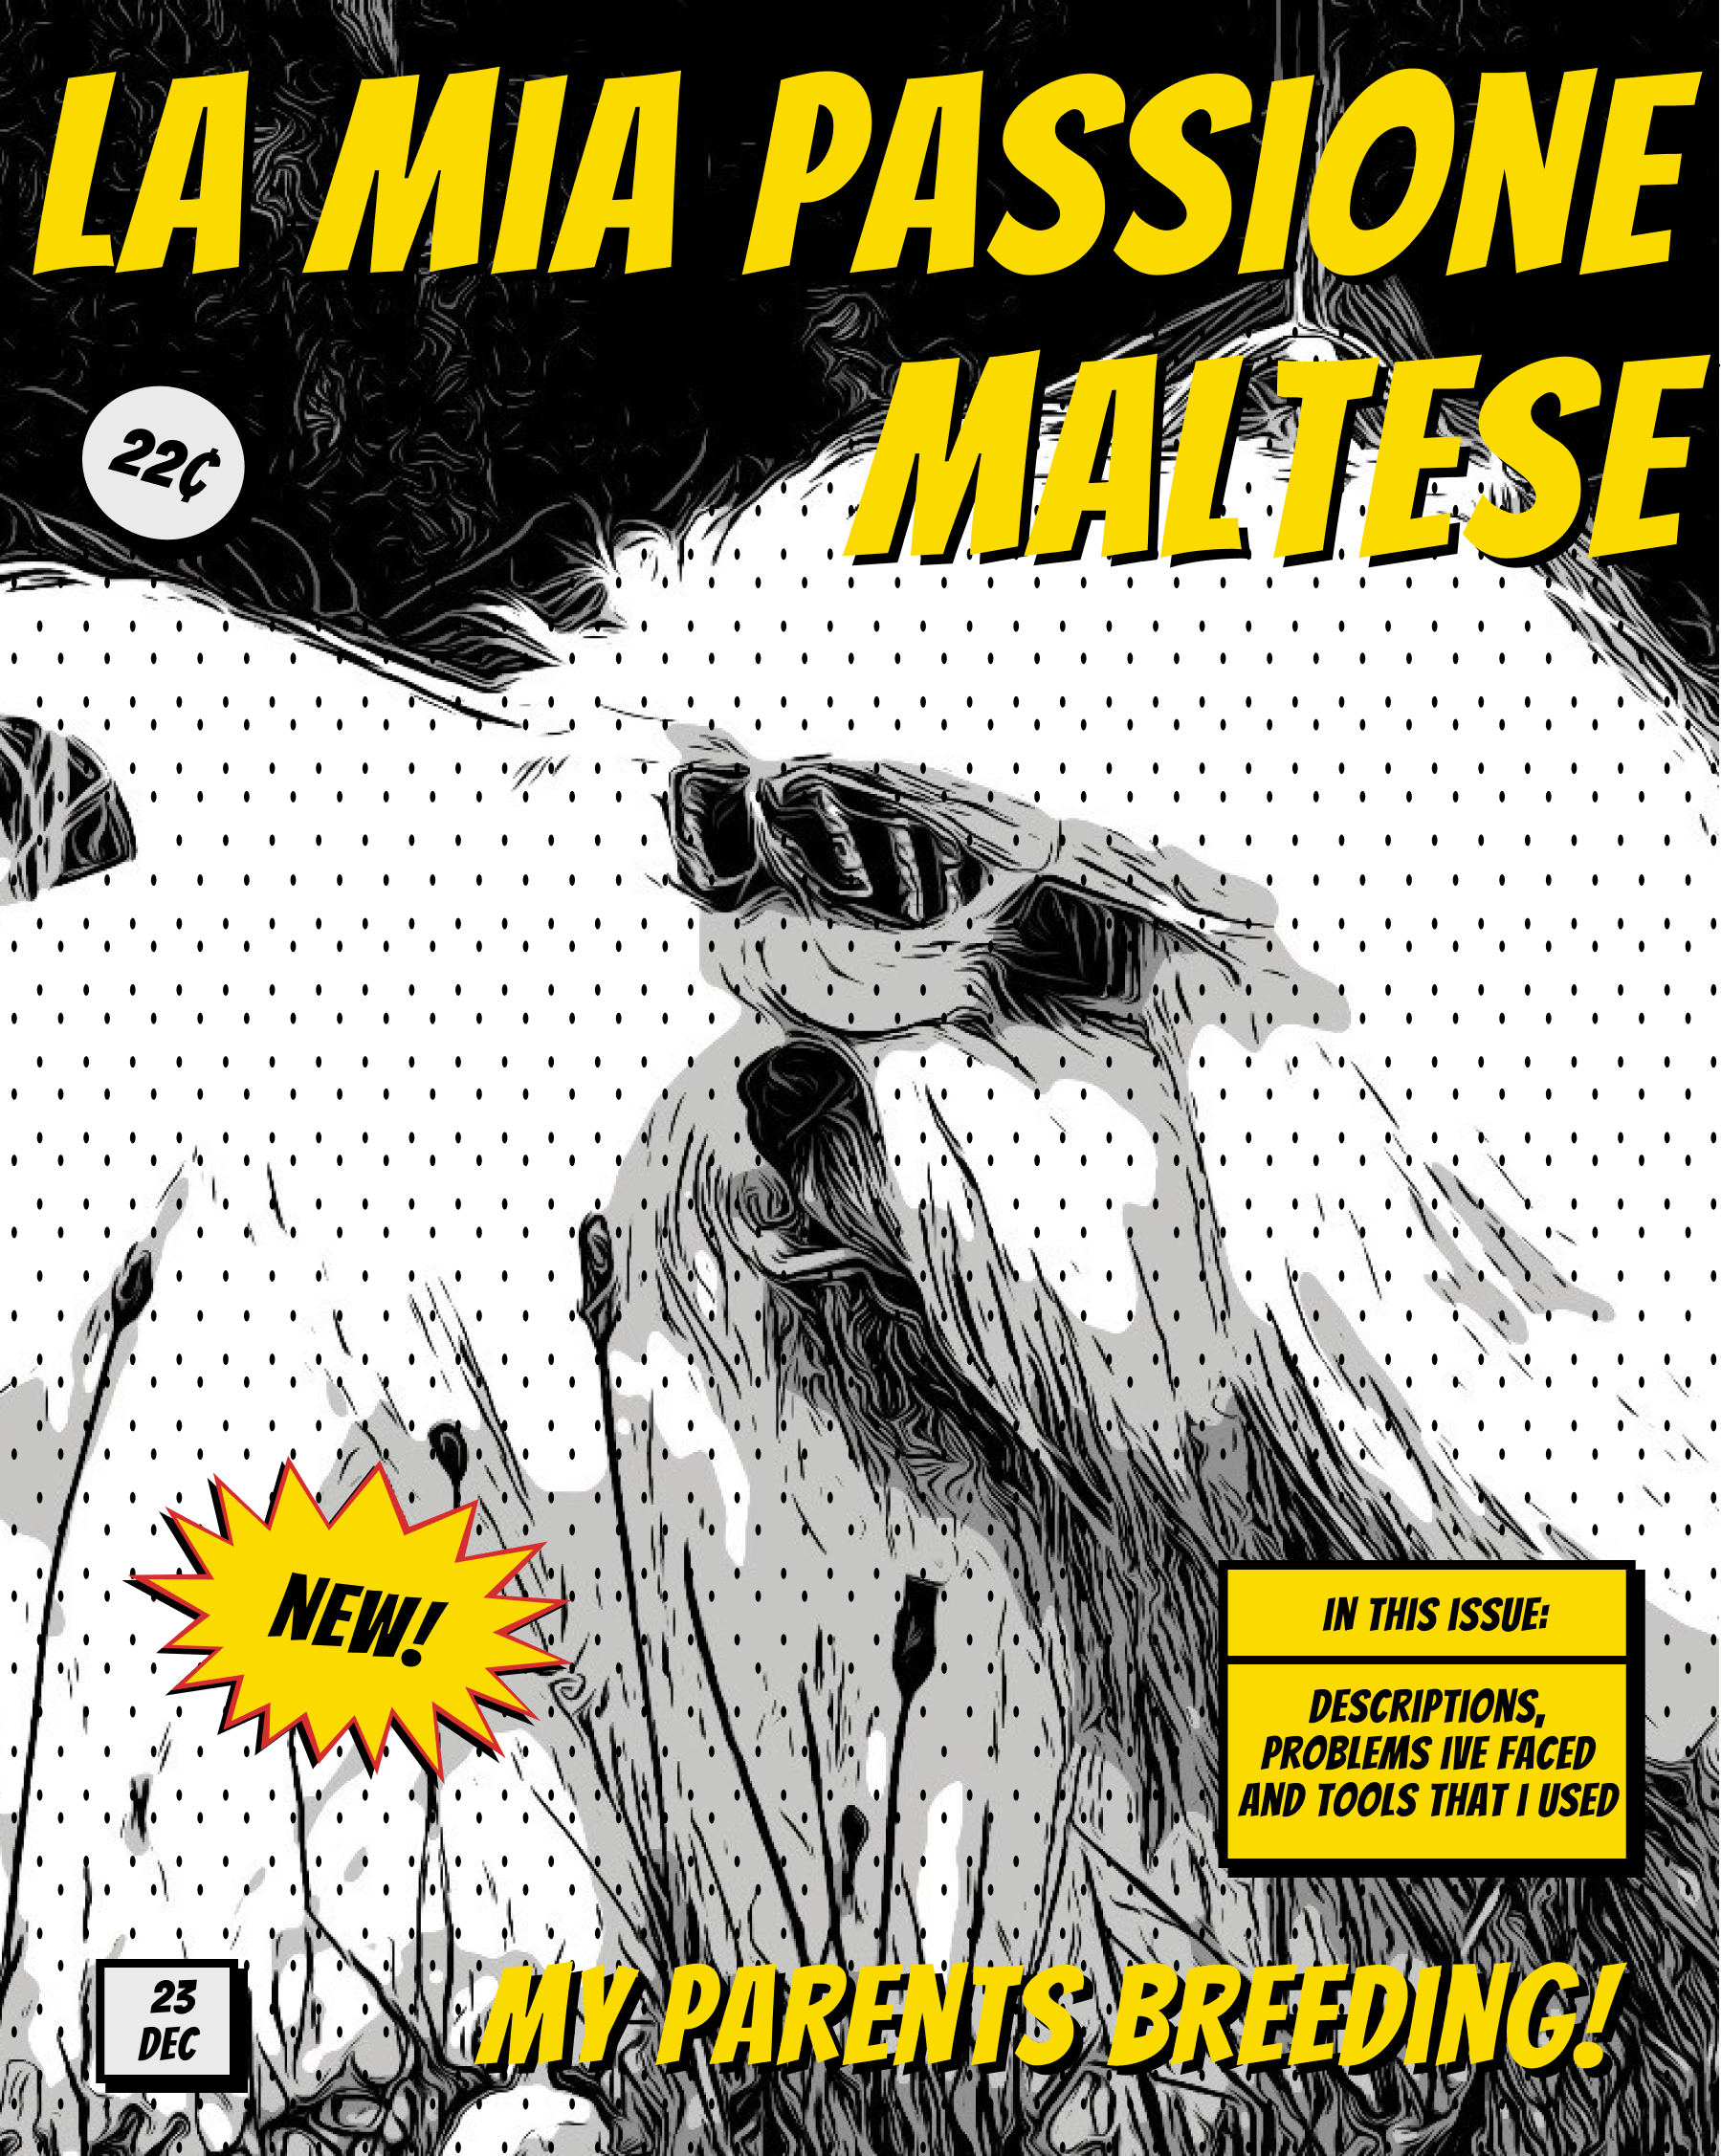 LA MIA PASSIONE
MALTESE
22¢
NEW!
IN THIS ISSUE:
DESCRIPTIONS,
PROBLEMS IVE FACED
AND TOOLS THAT I USED
23
DEC
MY PARENTS BREEDING!